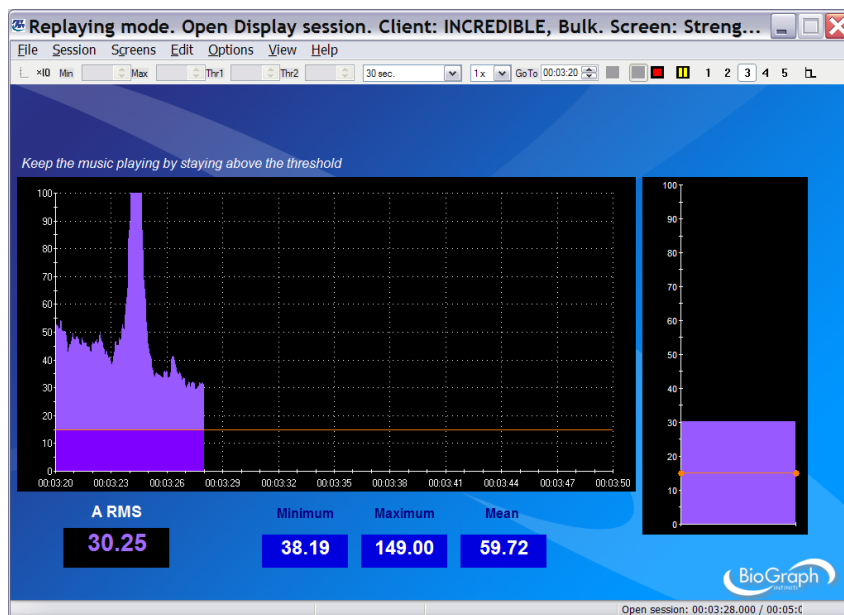 Replaying mode. Open Display session. Client: INCREDIBLE, Bulk. Screen: Streng...
File Session Screens Edit Options View Help
×10 Min Max Thr1 Thr2 30 sec. 1 x GoTo 00:03:20 1 2 3 4 5
Keep the music playing by staying above the threshold
100 100
90 90
80 80
70 70
60 60
50 50
40 40
30 30
20 20
10 10
0 0
00:03:20 00:03:23 00:03:26 00:03:29 00:03:32 00:03:35 00:03:38 00:03:41 00:03:44 00:03:47 00:03:50
A RMS Minimum Maximum Mean
30.25 38.19 149.00 59.72
BioGraph
infiniti
Open session: 00:03:28.000 / 00:05:0